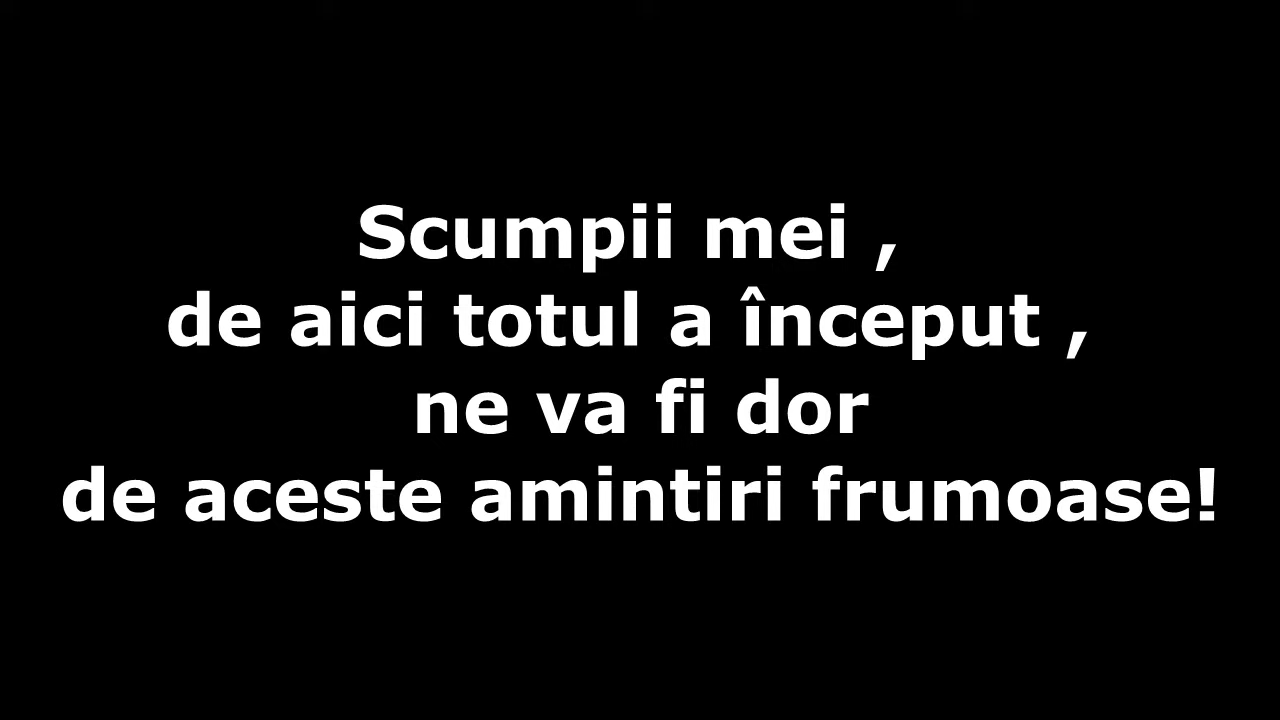 Scumpii mei ,
de aici totul a început ,
ne va fi dor
de aceste amintiri frumoase!